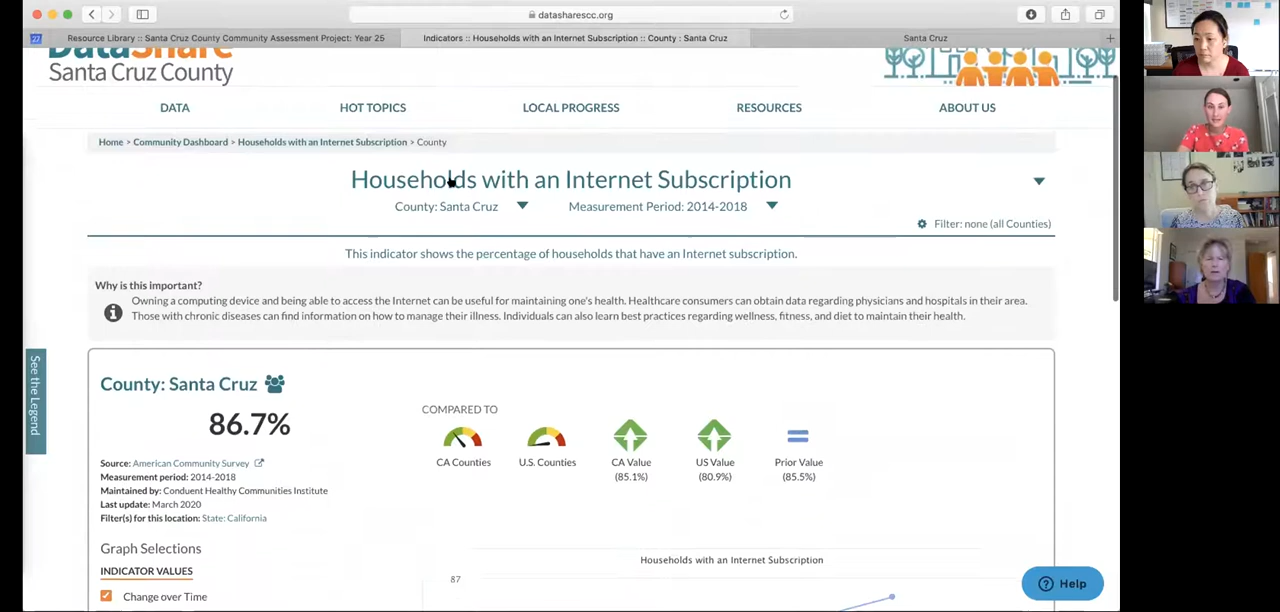 datasharescc.org
27
Resource Library :: Santa Cruz County Community Assessment Project: Year 25
Indicators :: Households with an Internet Subscription :: County : Santa Cruz
Santa Cruz
DataShare
Santa Cruz County
DATA
HOT TOPICS
LOCAL PROGRESS
RESOURCES
ABOUT US
Home > Community Dashboard > Households with an Internet Subscription > County
Households with an Internet Subscription
County: Santa Cruz
Measurement Period: 2014-2018
Filter: none (all Counties)
This indicator shows the percentage of households that have an Internet subscription.
Why is this important?
Owning a computing device and being able to access the Internet can be useful for maintaining one's health. Healthcare consumers can obtain data regarding physicians and hospitals in their area.
Those with chronic diseases can find information on how to manage their illness. Individuals can also learn best practices regarding wellness, fitness, and diet to maintain their health.
See the Legend
County: Santa Cruz
86.7%
Source: American Community Survey
Measurement period: 2014-2018
Maintained by: Conduent Healthy Communities Institute
Last update: March 2020
Filter(s) for this location: State: California
COMPARED TO
CA Counties
U.S. Counties
CA Value
(85.1%)
US Value
(80.9%)
Prior Value
(85.5%)
Graph Selections
INDICATOR VALUES
Change over Time
Households with an Internet Subscription
87
Help